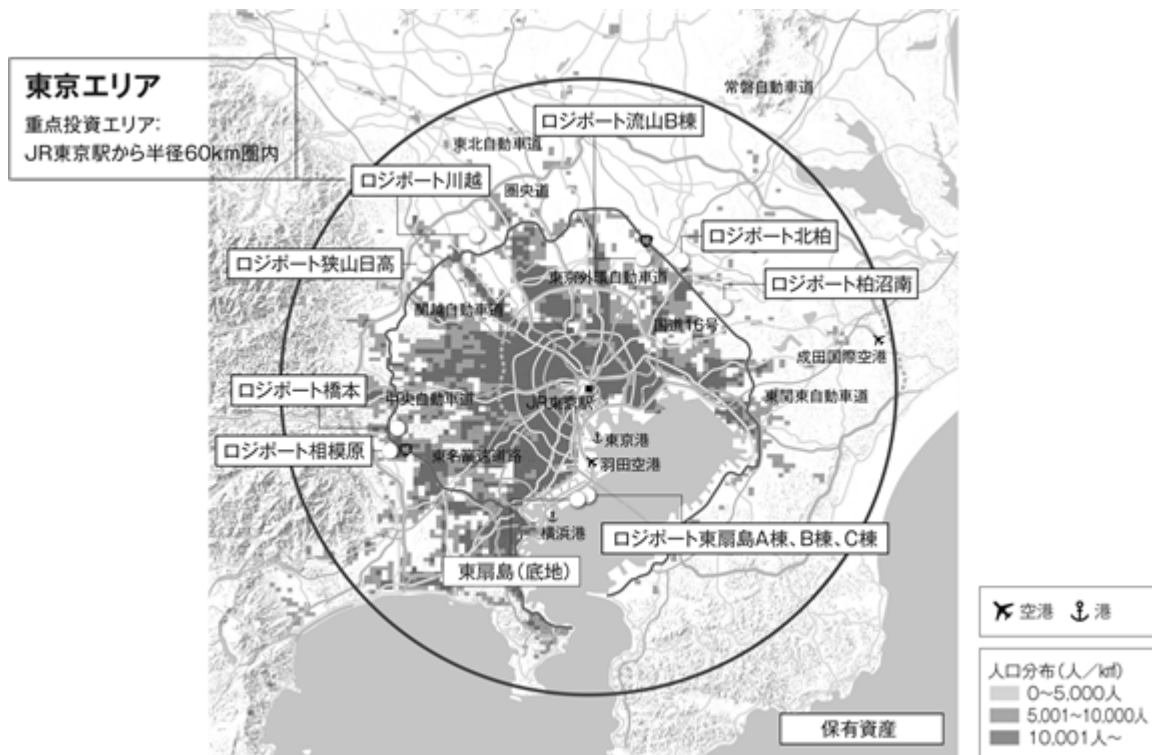 東京エリア
重点投資エリア：
JR東京駅から半径60km圏内
常磐自動車道
ロジポート流山B棟
東北自動車道
ロジポート川越
圏央道
ロジポート北柏
ロジポート狭山日高
東京外環自動車道
ロジポート柏沼南
関越自動車道
国道16号
成田国際空港
ロジポート橋本
中央自動車道
JR東京駅
東関東自動車道
ロジポート相模原
東名高速道路
東京港
羽田空港
横浜港
ロジポート東扇島A棟、B棟、C棟
東扇島（底地）
空港 港
人口分布（人／㎢）
0～5,000人
5,001～10,000人
10,001人～
保有資産